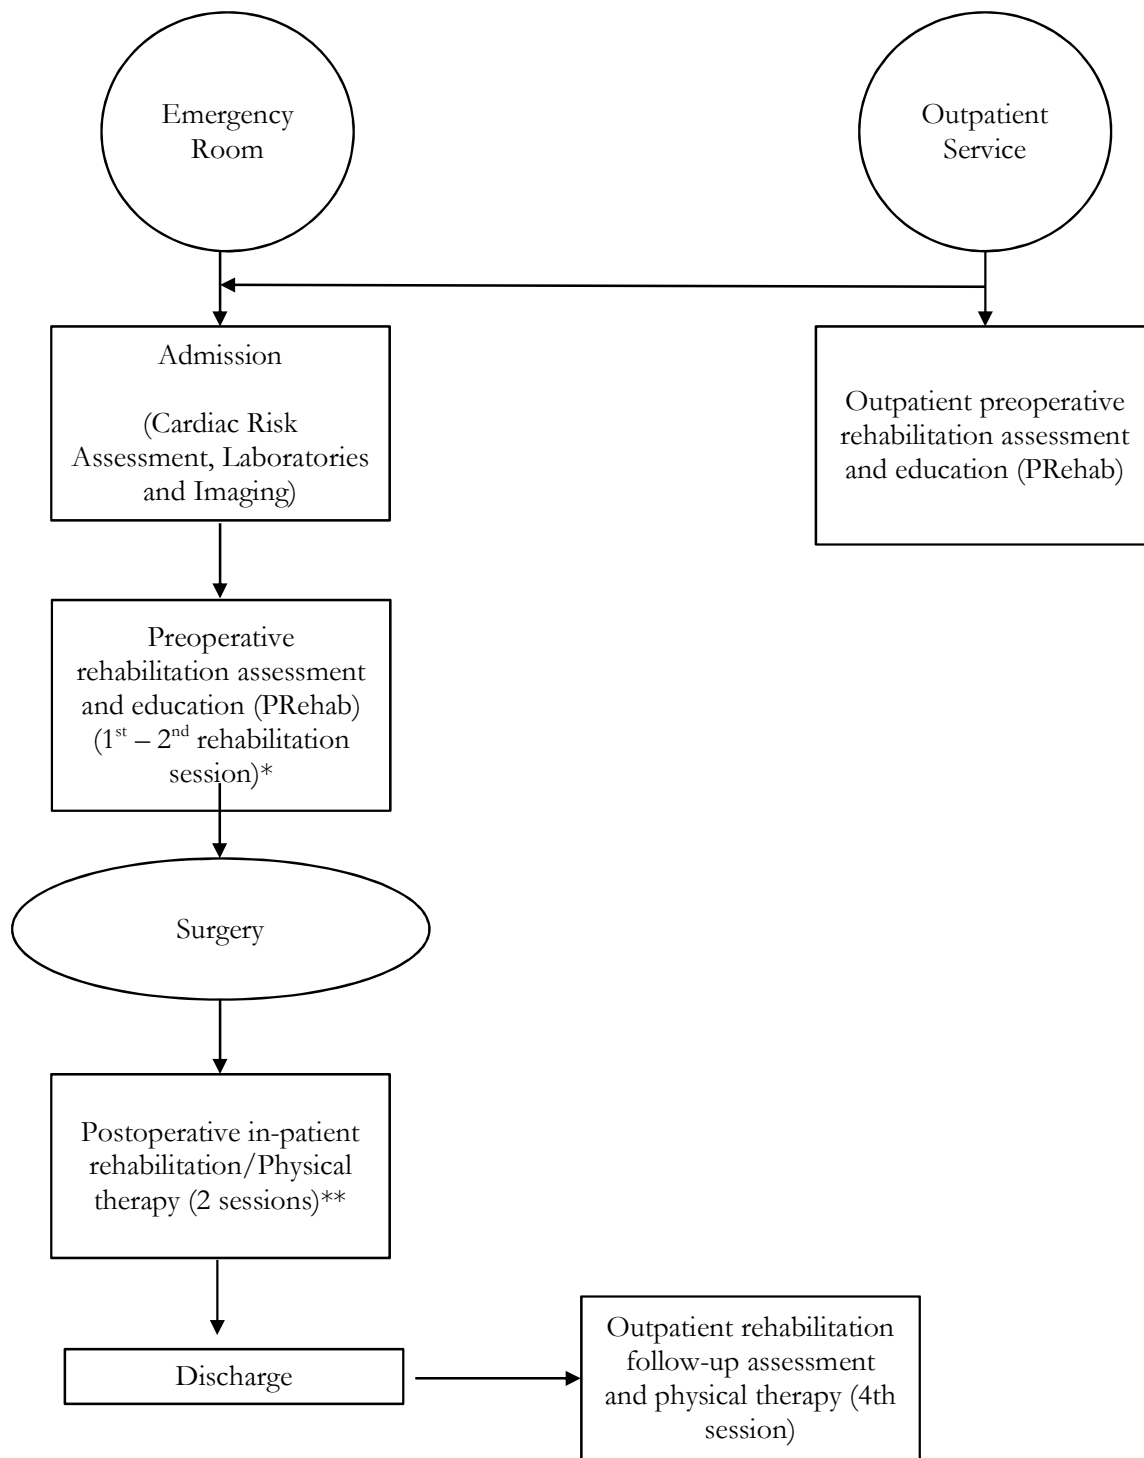 Emergency
Room
Outpatient
Service
Admission
(Cardiac Risk
Assessment, Laboratories
and Imaging)
Outpatient preoperative
rehabilitation assessment
and education (PRehab)
Preoperative
rehabilitation assessment
and education (PRehab)
(1st – 2nd rehabilitation
session)*
Surgery
Postoperative in-patient
rehabilitation/Physical
therapy (2 sessions)**
Discharge
Outpatient rehabilitation
follow-up assessment
and physical therapy (4th
session)